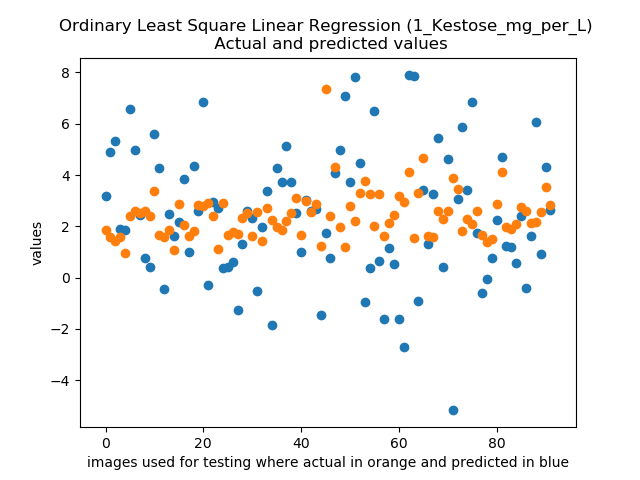 Ordinary Least Square Linear Regression (1_Kestose_mg_per_L)
Actual and predicted values
8
6
4
2
0
−2
−4
values
0 20 40 60 80
images used for testing where actual in orange and predicted in blue